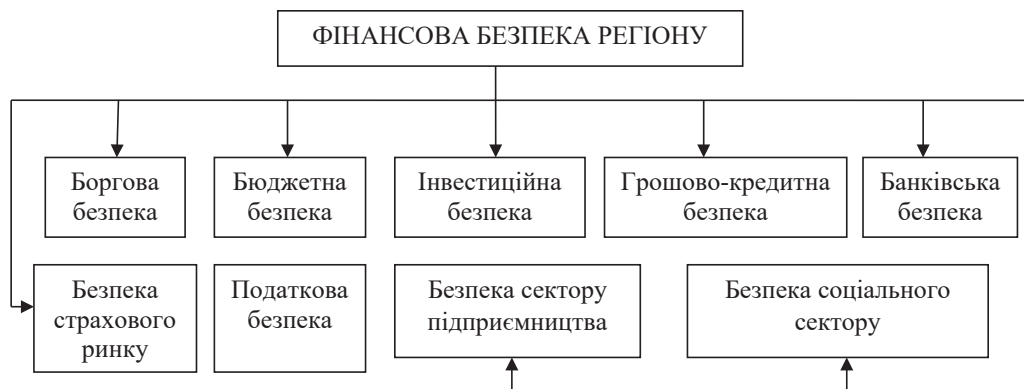 ФІНАНСОВА БЕЗПЕКА РЕГІОНУ
Боргова
безпека
Бюджетна
безпека
Інвестиційна
безпека
Грошово-кредитна
безпека
Банківська
безпека
Безпека
страхового
ринку
Податкова
безпека
Безпека сектору
підприємництва
Безпека соціального
сектору